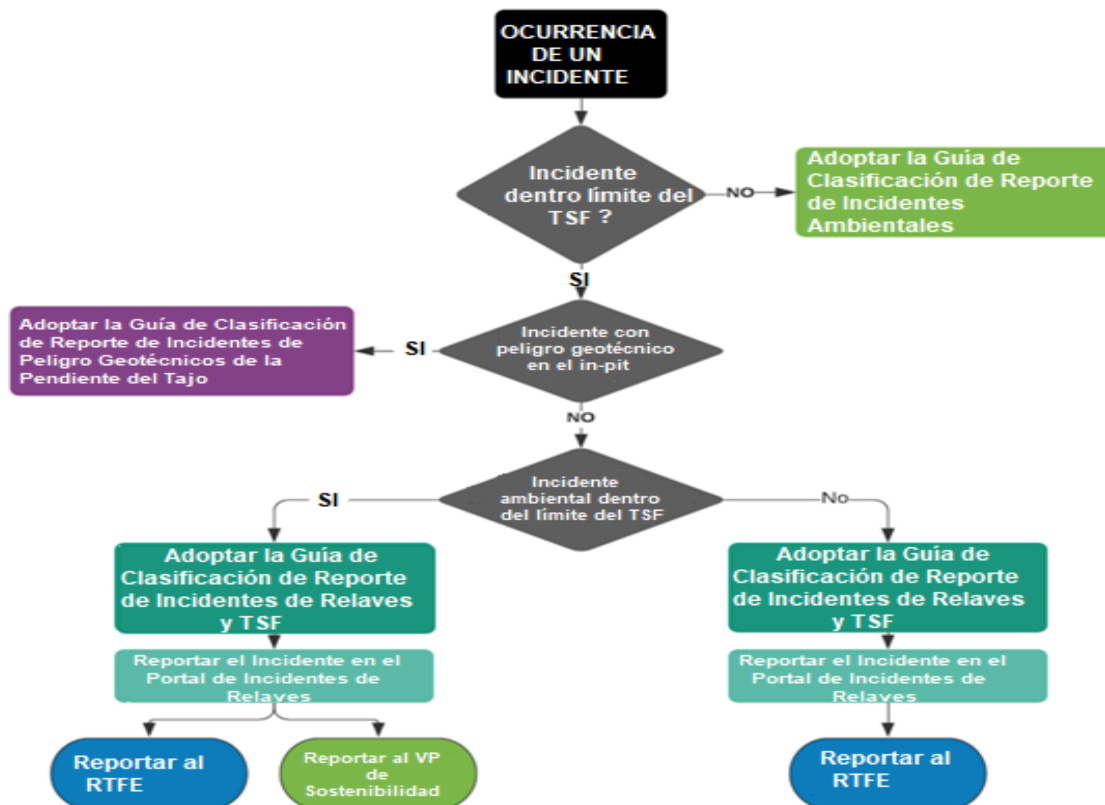 OCURRENCIA
DE UN
INCIDENTE
Incidente
dentro límite del
TSF ?
NO
Adoptar la Guía de
Clasificación de Reporte
de Incidentes
Ambientales
SI
Adoptar la Guía de Clasificación
de Reporte de Incidentes de
Peligro Geotécnicos de la
Pendiente del Tajo
SI
Incidente con
peligro geotécnico
en el in-pit
NO
Incidente
ambiental dentro
del límite del TSF
SI
No
Adoptar la Guía de
Clasificación de Reporte
de Incidentes de Relaves
y TSF
Reportar el Incidente en el
Portal de Incidentes de
Relaves
Reportar al
RTFE
Reportar al VP
de
Sostenibilidad
Adoptar la Guía de
Clasificación de Reporte
de Incidentes de Relaves
y TSF
Reportar el Incidente en el
Portal de Incidentes de
Relaves
Reportar al
RTFE